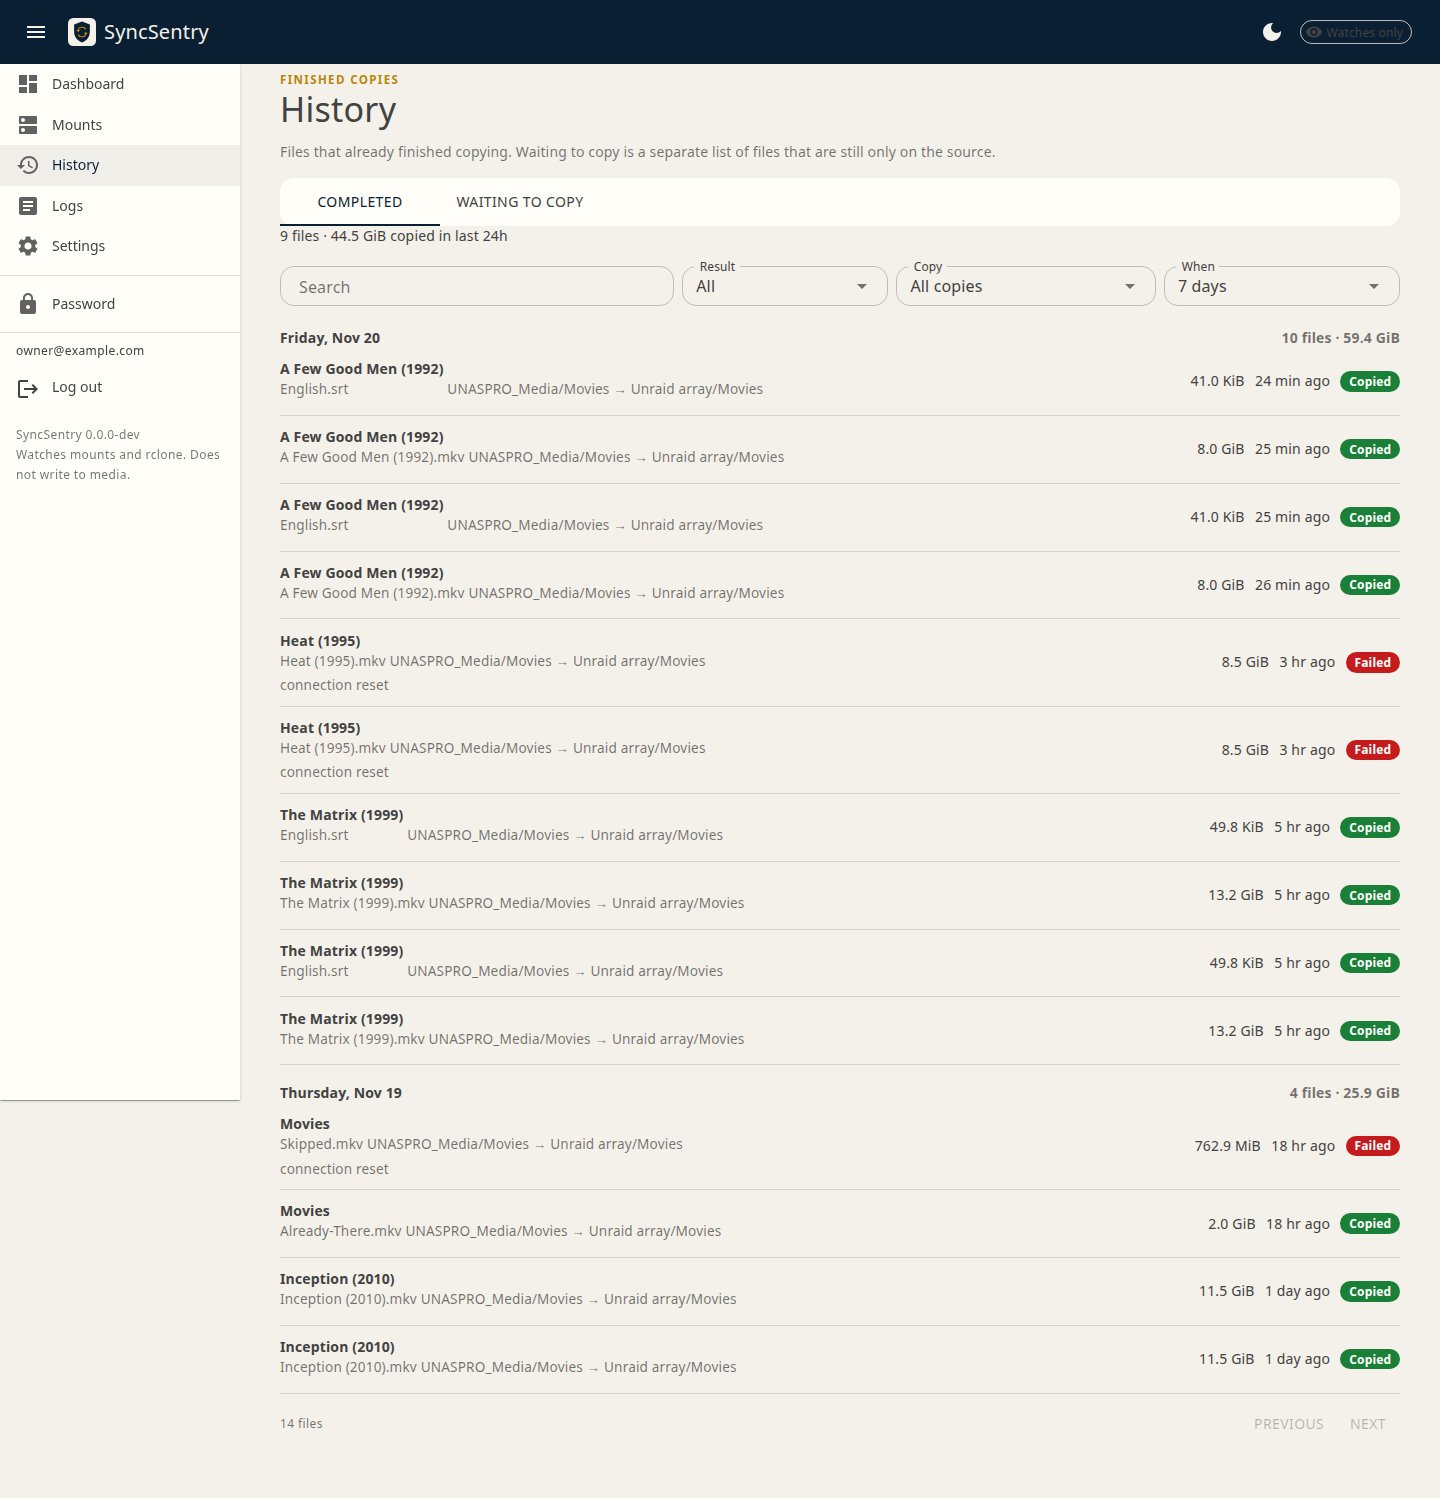 SyncSentry
Watches only
Dashboard
Mounts
History
Logs
Settings
Password
owner@example.com
Log out
SyncSentry 0.0.0-dev
Watches mounts and rclone. Does
not write to media.
FINISHED COPIES
History
Files that already finished copying. Waiting to copy is a separate list of files that are still only on the source.
COMPLETED WAITING TO COPY
9 files · 44.5 GiB copied in last 24h
Search
Result
All
Copy
All copies
When
7 days
Friday, Nov 20 10 files · 59.4 GiB
A Few Good Men (1992)
English.srt UNASPRO_Media/Movies → Unraid array/Movies
41.0 KiB 24 min ago Copied
A Few Good Men (1992)
A Few Good Men (1992).mkv UNASPRO_Media/Movies → Unraid array/Movies
8.0 GiB 25 min ago Copied
A Few Good Men (1992)
English.srt UNASPRO_Media/Movies → Unraid array/Movies
41.0 KiB 25 min ago Copied
A Few Good Men (1992)
A Few Good Men (1992).mkv UNASPRO_Media/Movies → Unraid array/Movies
8.0 GiB 26 min ago Copied
Heat (1995)
Heat (1995).mkv UNASPRO_Media/Movies → Unraid array/Movies
connection reset
8.5 GiB 3 hr ago Failed
Heat (1995)
Heat (1995).mkv UNASPRO_Media/Movies → Unraid array/Movies
connection reset
8.5 GiB 3 hr ago Failed
The Matrix (1999)
English.srt UNASPRO_Media/Movies → Unraid array/Movies
49.8 KiB 5 hr ago Copied
The Matrix (1999)
The Matrix (1999).mkv UNASPRO_Media/Movies → Unraid array/Movies
13.2 GiB 5 hr ago Copied
The Matrix (1999)
English.srt UNASPRO_Media/Movies → Unraid array/Movies
49.8 KiB 5 hr ago Copied
The Matrix (1999)
The Matrix (1999).mkv UNASPRO_Media/Movies → Unraid array/Movies
13.2 GiB 5 hr ago Copied
Thursday, Nov 19 4 files · 25.9 GiB
Movies
Skipped.mkv UNASPRO_Media/Movies → Unraid array/Movies
connection reset
762.9 MiB 18 hr ago Failed
Movies
Already-There.mkv UNASPRO_Media/Movies → Unraid array/Movies
2.0 GiB 18 hr ago Copied
Inception (2010)
Inception (2010).mkv UNASPRO_Media/Movies → Unraid array/Movies
11.5 GiB 1 day ago Copied
Inception (2010)
Inception (2010).mkv UNASPRO_Media/Movies → Unraid array/Movies
11.5 GiB 1 day ago Copied
14 files
PREVIOUS NEXT